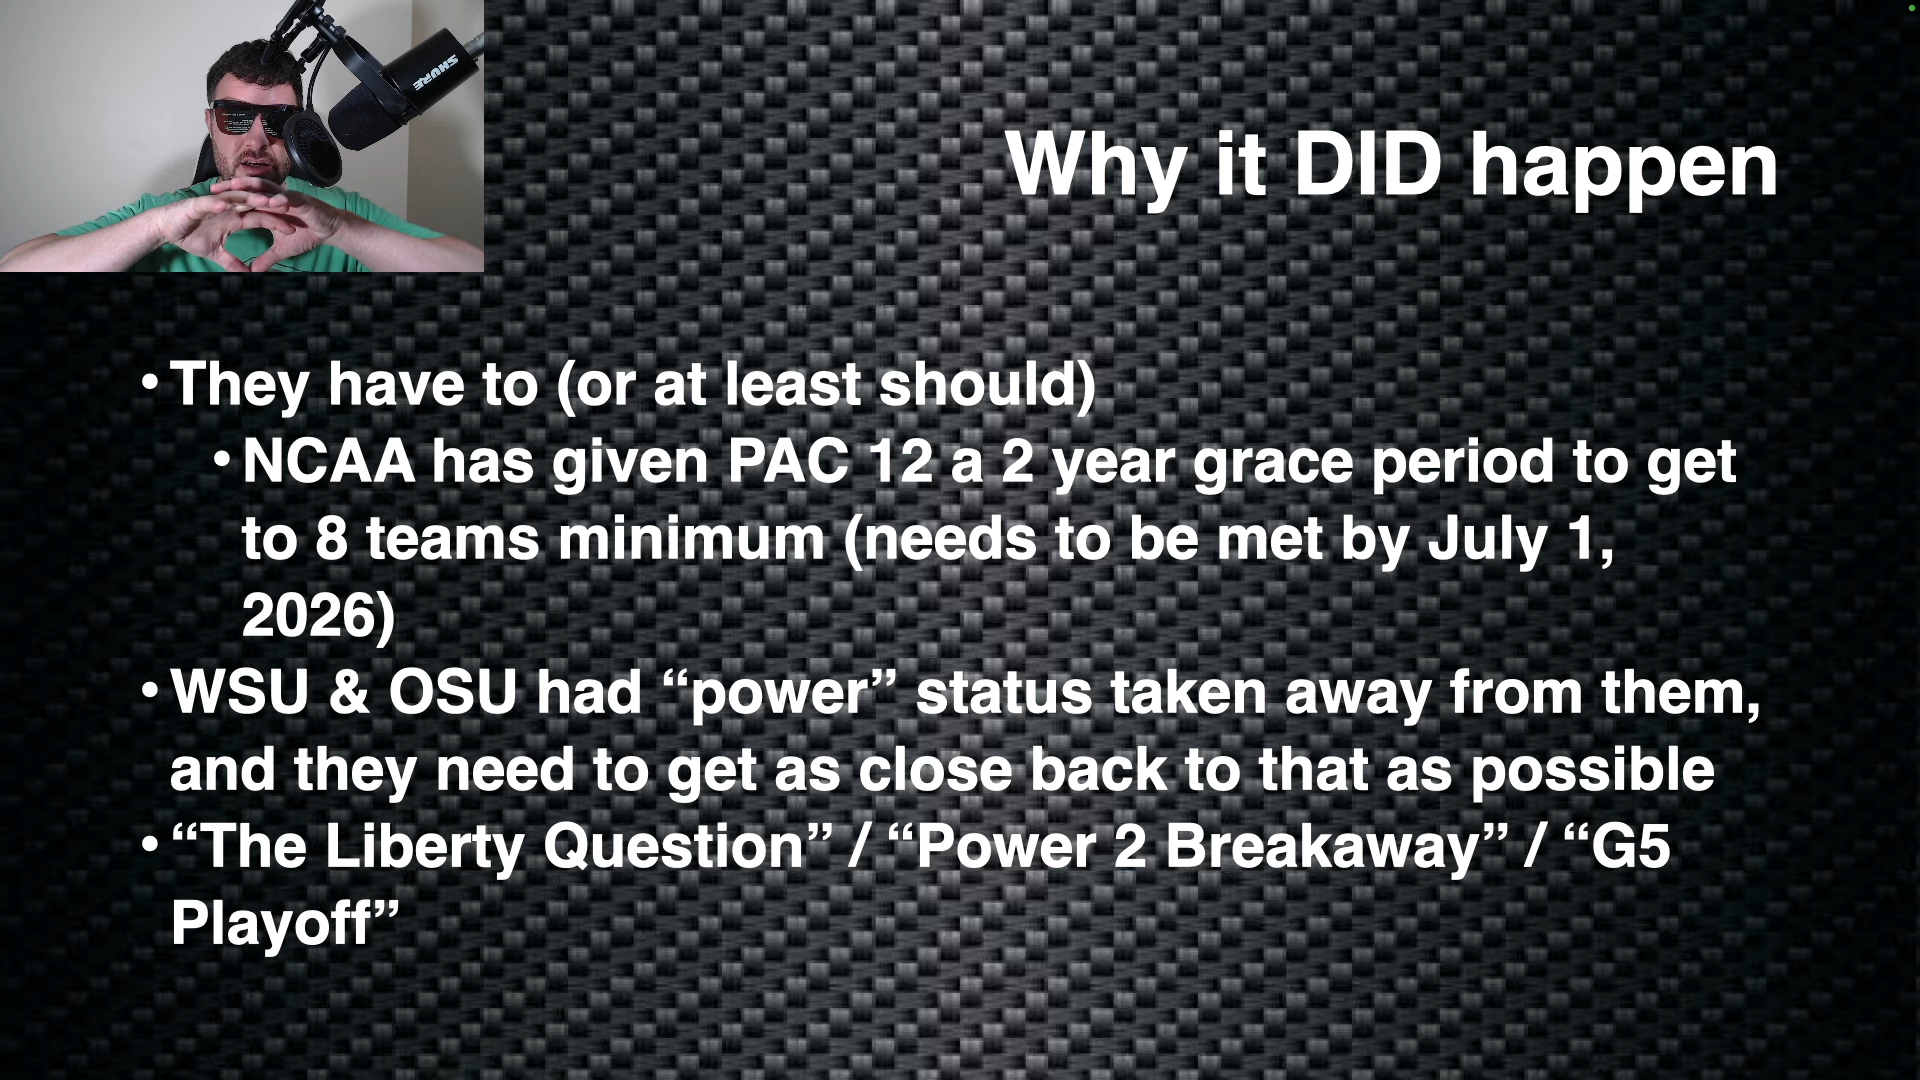 SHURE
Why it DID happen
• They have to (or at least should)
• NCAA has given PAC 12 a 2 year grace period to get
to 8 teams minimum (needs to be met by July 1,
2026)
• WSU & OSU had “power” status taken away from them,
and they need to get as close back to that as possible
• “The Liberty Question” / “Power 2 Breakaway” / “G5
Playoff”